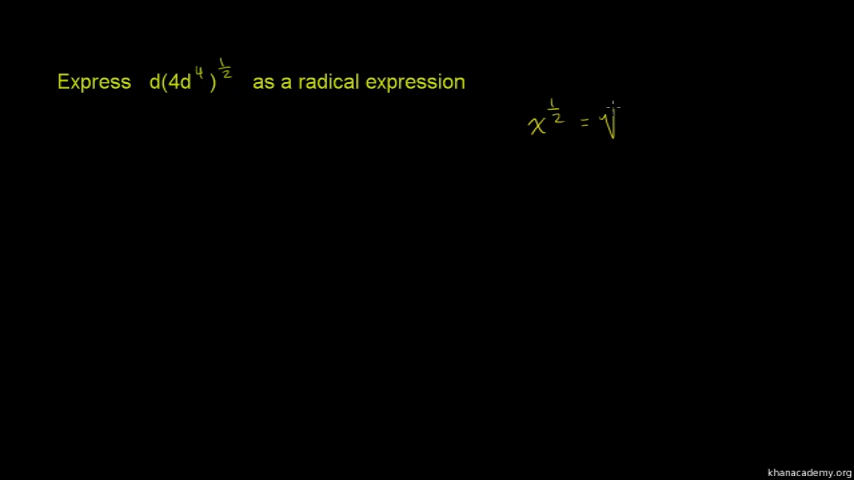 Express d(4d⁴)^½ as a radical expression
x^½ = √
khanacademy.org